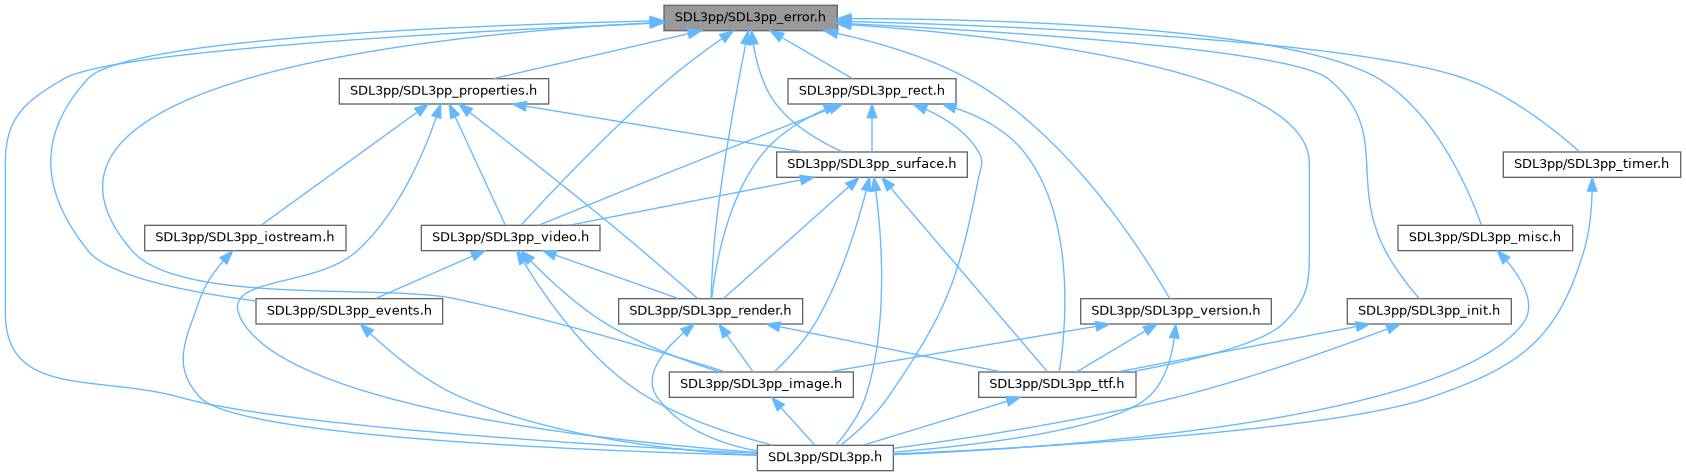 SDL3pp/SDL3pp_error.h
SDL3pp/SDL3pp_properties.h
SDL3pp/SDL3pp_rect.h
SDL3pp/SDL3pp_surface.h
SDL3pp/SDL3pp_timer.h
SDL3pp/SDL3pp_iostream.h
SDL3pp/SDL3pp_video.h
SDL3pp/SDL3pp_misc.h
SDL3pp/SDL3pp_events.h
SDL3pp/SDL3pp_render.h
SDL3pp/SDL3pp_version.h
SDL3pp/SDL3pp_init.h
SDL3pp/SDL3pp_image.h
SDL3pp/SDL3pp_ttf.h
SDL3pp/SDL3pp.h